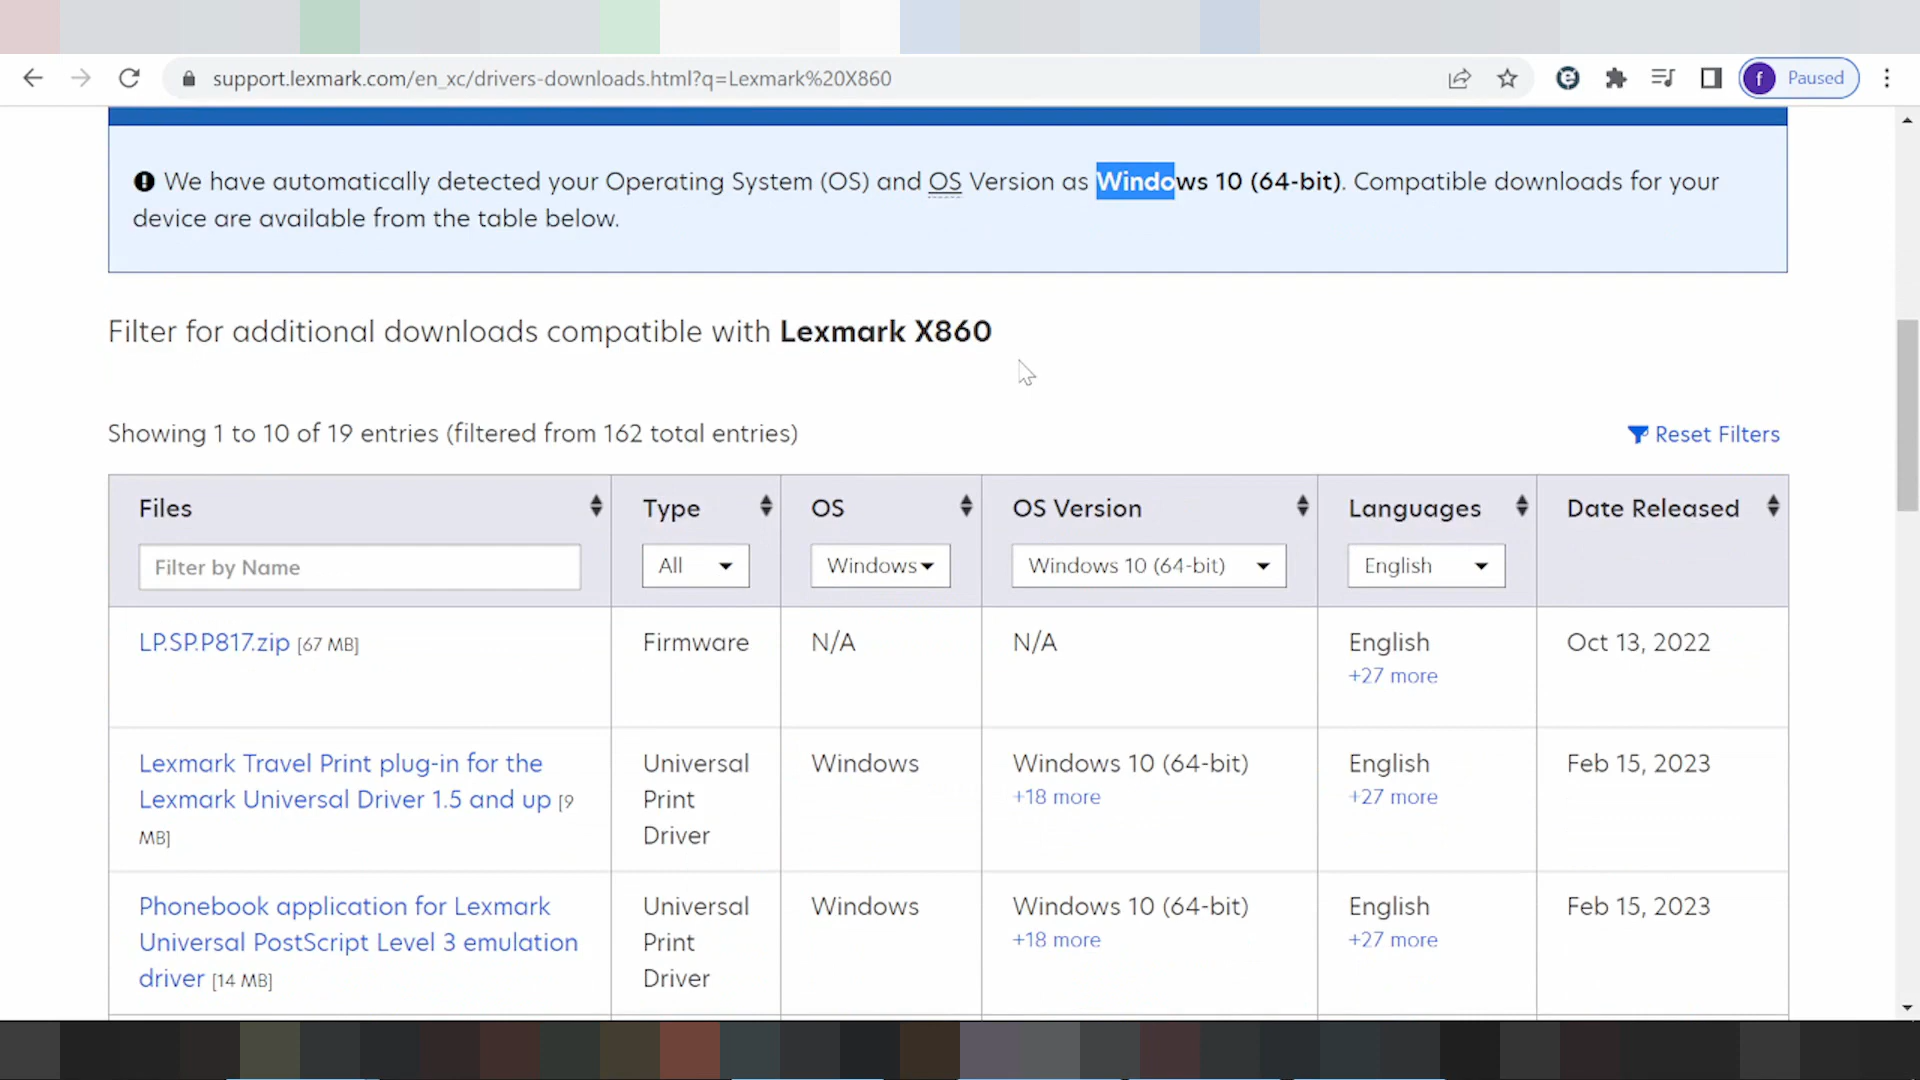 support.lexmark.com/en_xc/drivers-downloads.html?q=Lexmark%20X860
f Paused
We have automatically detected your Operating System (OS) and OS Version as Windows 10 (64-bit). Compatible downloads for your
device are available from the table below.
Filter for additional downloads compatible with Lexmark X860
Showing 1 to 10 of 19 entries (filtered from 162 total entries)
Reset Filters
Files Type OS OS Version Languages Date Released
Filter by Name All Windows Windows 10 (64-bit) English
LP.SP.P817.zip [67 MB] Firmware N/A N/A English Oct 13, 2022
+27 more
Lexmark Travel Print plug-in for the Universal Windows Windows 10 (64-bit) English Feb 15, 2023
Lexmark Universal Driver 1.5 and up [9 Print +18 more +27 more
MB] Driver
Phonebook application for Lexmark Universal Windows Windows 10 (64-bit) English Feb 15, 2023
Universal PostScript Level 3 emulation Print +18 more +27 more
driver [14 MB] Driver